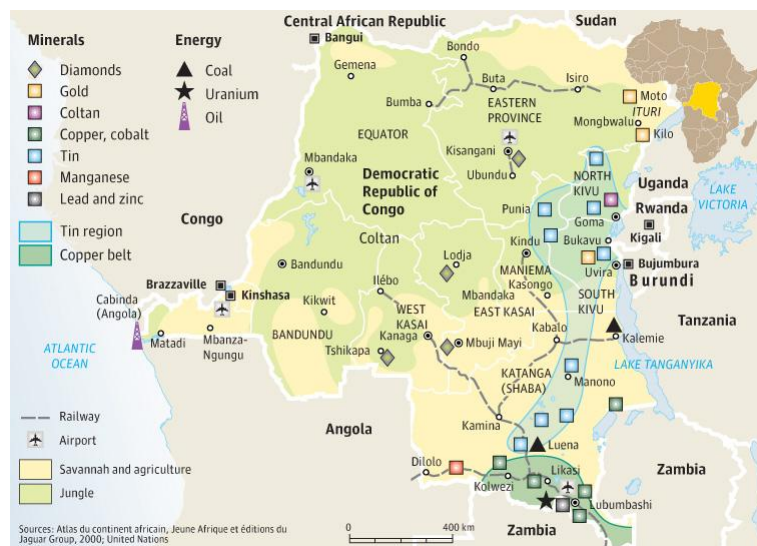 Minerals
Diamonds
Gold
Coltan
Copper, cobalt
Tin
Manganese
Lead and zinc
Tin region
Copper belt
Energy
Coal
Uranium
Oil
Central African Republic
Sudan
Bangui
Gemena
Bondo
Buta
Isiro
Bumba
EASTERN
PROVINCE
Moto
ITURI
Mongbwalu
Kilo
EQUATOR
Kisangani
Mbandaka
Ubundu
Democratic
Republic of
Congo
NORTH
KIVU
Uganda
LAKE
VICTORIA
Congo
Punia
Goma
Rwanda
Kigali
Coltan
Bukavu
Kindu
Bandundu
Lodja
MANIEMA
Uvira
Bujumbura
Burundi
Brazzaville
Kinshasa
Ilébo
Kasongo
Mbandaka
Cabinda
(Angola)
Kikwit
WEST
KASAI
EAST KASAI
SOUTH
KIVU
Tanzania
Matadi
Mbanza-
Ngungu
BANDUNDU
Kanaga
Kabalo
Kalemie
ATLANTIC
OCEAN
Tshikapa
Mbuji Mayi
LAKE TANGANYIKA
KATANGA
(SHABA)
Manono
Railway
Airport
Savannah and agriculture
Jungle
Angola
Kamina
Luena
Zambia
Dilolo
Kolwezi
Likasi
Lubumbashi
Zambia
Sources: Atlas du continent africain, Jeune Afrique et éditions du
Jaguar Group, 2000; United Nations
0 400 km